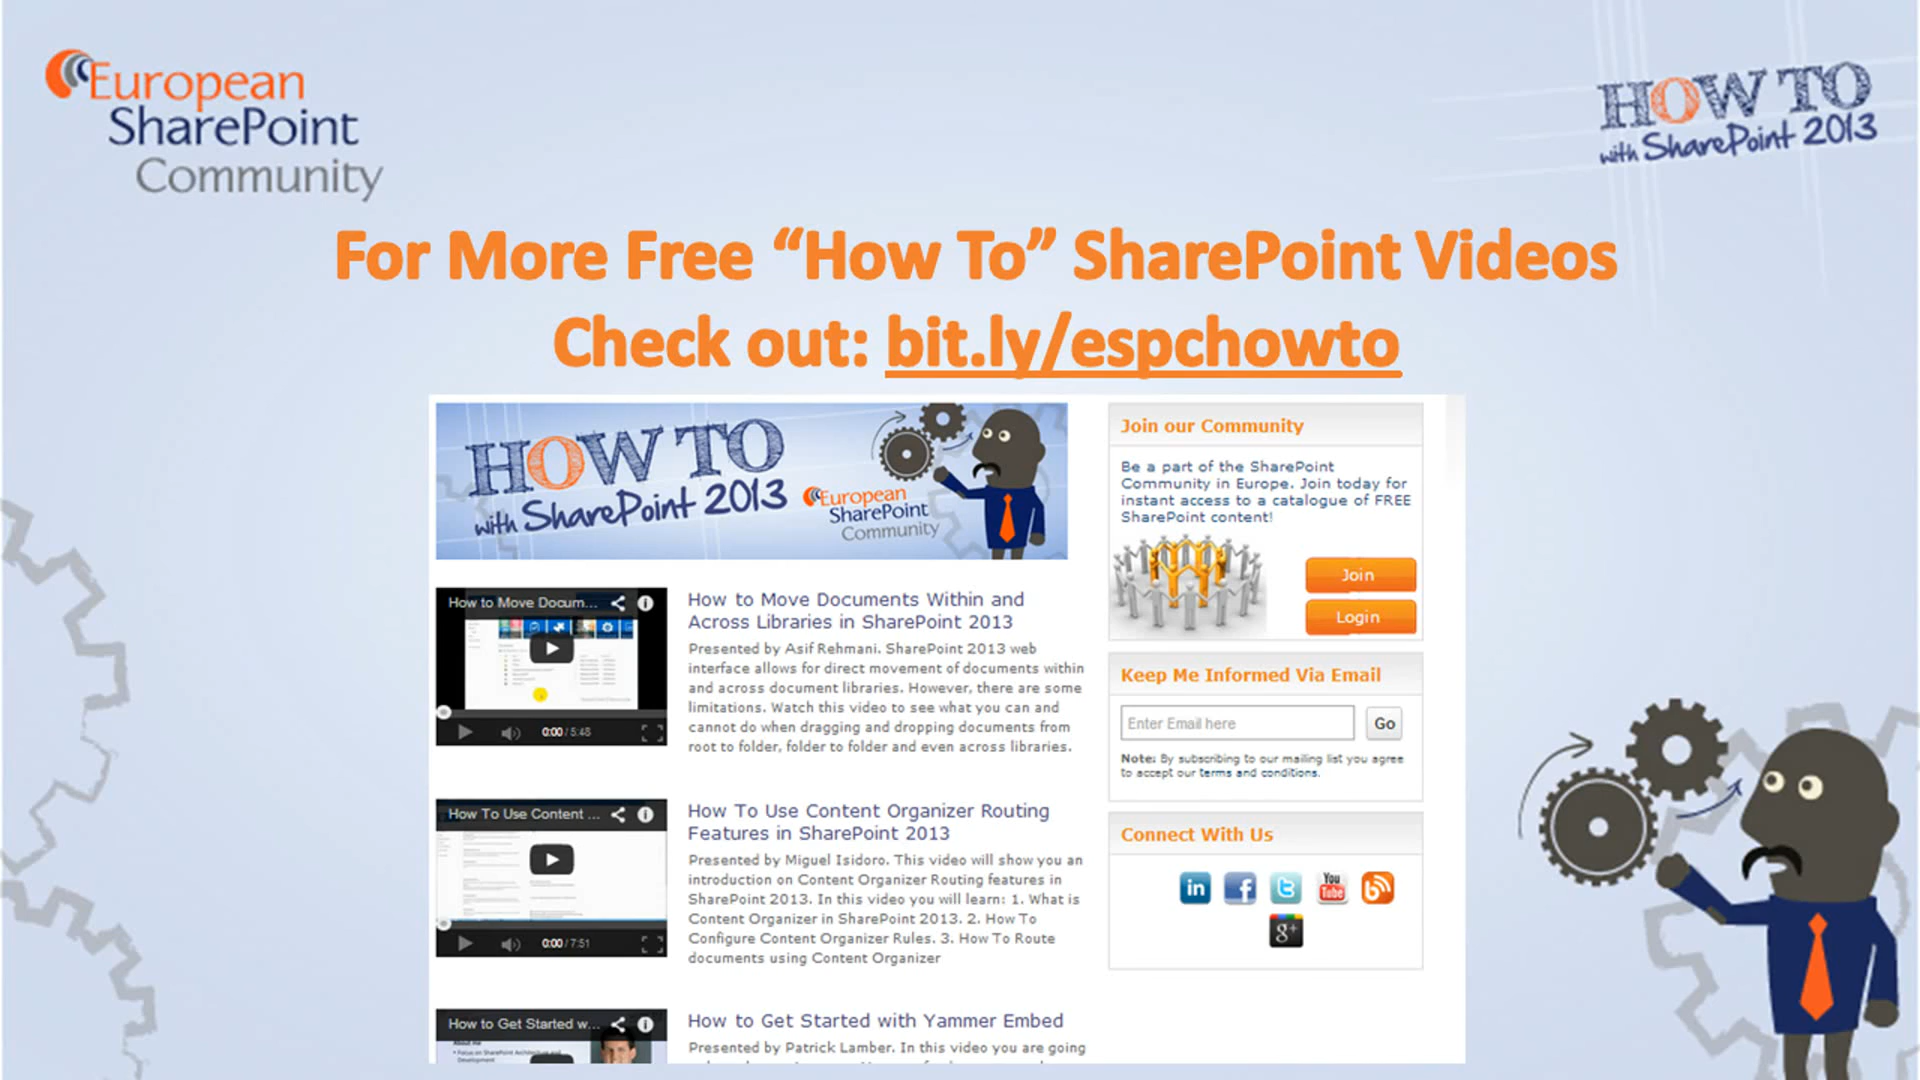 European
SharePoint
Community
HOW TO
with SharePoint 2013
For More Free “How To” SharePoint Videos
Check out: bit.ly/espchowto
HOW TO
with SharePoint 2013
European
SharePoint
Community
How to Move Docum...
0:00 / 5:48
How to Move Documents Within and
Across Libraries in SharePoint 2013
Presented by Asif Rehmani. SharePoint 2013 web
interface allows for direct movement of documents within
and across document libraries. However, there are some
limitations. Watch this video to see what you can and
cannot do when dragging and dropping documents from
root to folder, folder to folder and even across libraries.
How To Use Content ...
0:00 / 7:51
How To Use Content Organizer Routing
Features in SharePoint 2013
Presented by Miguel Isidoro. This video will show you an
introduction on Content Organizer Routing features in
SharePoint 2013. In this video you will learn: 1. What is
Content Organizer in SharePoint 2013. 2. How To
Configure Content Organizer Rules. 3. How To Route
documents using Content Organizer
How to Get Started w...
About me
• Focus on SharePoint Architecture and
Development
How to Get Started with Yammer Embed
Presented by Patrick Lamber. In this video you are going
Join our Community
Be a part of the SharePoint
Community in Europe. Join today for
instant access to a catalogue of FREE
SharePoint content!
Join
Login
Keep Me Informed Via Email
Enter Email here
Go
Note: By subscribing to our mailing list you agree
to accept our terms and conditions.
Connect With Us
in f t You Tube b
g+